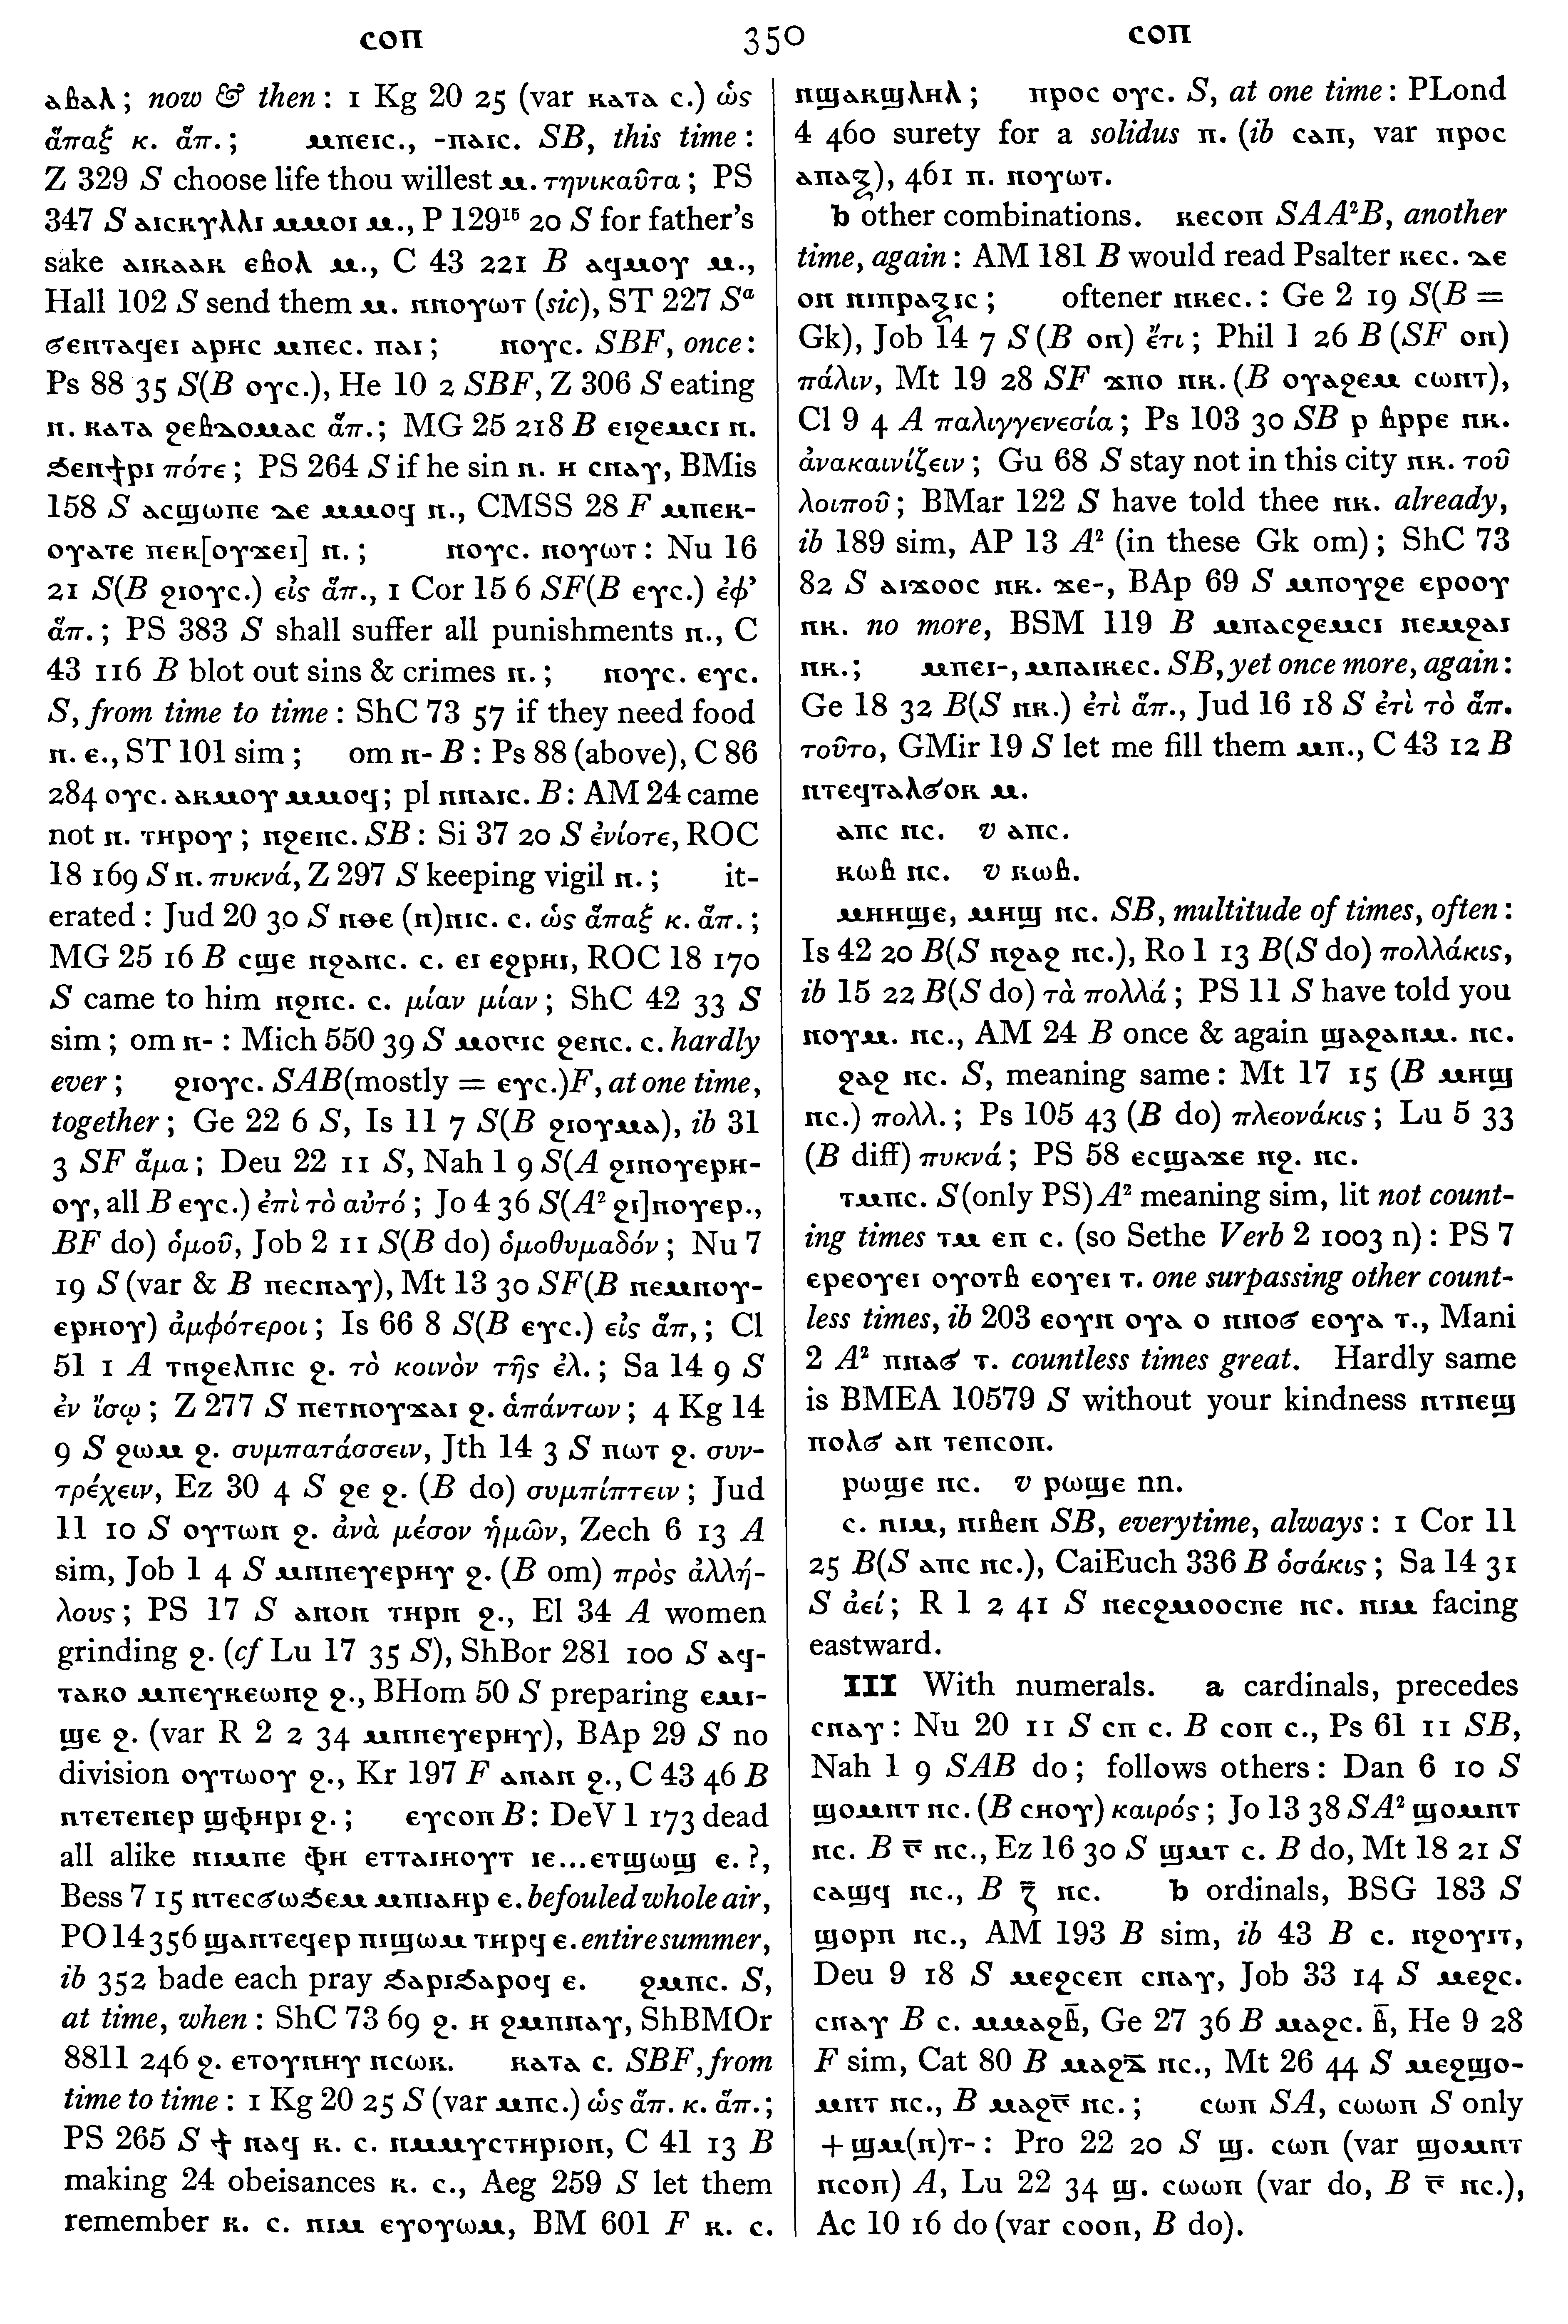 ⲥⲟⲡ 350 ⲥⲟⲡ
ⲁⲃⲁⲗ; now & then: 1 Kg 20 25 (var ⲕⲁⲧⲁ ⲥ.) ὡς
ἅπαξ κ. ἅπ.; ⲙⲡⲉⲓⲥ., -ⲡⲁⲓⲥ. SB, this time:
Z 329 S choose life thou willest ⲙ. τηνικαῦτα; PS
347 S ⲁⲓⲥⲕⲩⲗⲗⲓ ⲙⲙⲟⲓ ⲙ., P 129¹⁵ 20 S for father's
sake ⲁⲓⲕⲁⲁⲕ ⲉⲃⲟⲗ ⲙ., C 43 221 B ⲁϥⲙⲟⲩ ⲙ.,
Hall 102 S send them ⲙ. ⲛⲛⲟⲩⲱⲧ (sic), ST 227 Sᵃ
ϭⲉⲛⲧⲁϥⲉⲓ ⲁⲣⲏⲥ ⲙⲡⲉⲥ. ⲡⲁⲓ; ⲛⲟⲩⲥ. SBF, once:
Ps 88 35 S(B ⲟⲩⲥ.), He 10 2 SBF, Z 306 S eating
ⲛ. ⲕⲁⲧⲁ ϩⲉⲃⲇⲟⲙⲁⲥ ἅπ.; MG 25 218 B ⲉⲓϩⲉⲙⲥⲓ ⲛ.
ϧⲉⲛϯⲣⲓ πότε; PS 264 S if he sin ⲛ. ⲏ ⲥⲛⲁⲩ, BMis
158 S ⲁⲥϣⲱⲡⲉ ⲇⲉ ⲙⲙⲟϥ ⲛ., CMSS 28 F ⲙⲡⲉⲕ-
ⲟⲩⲁⲧⲉ ⲡⲉⲕ[ⲟⲩϫⲉⲓ] ⲛ.; ⲛⲟⲩⲥ. ⲛⲟⲩⲱⲧ: Nu 16
21 S(B ϩⲓⲟⲩⲥ.) εἰς ἅπ., 1 Cor 15 6 SF(B ⲉⲩⲥ.) ἐφ'
ἅπ.; PS 383 S shall suffer all punishments ⲛ., C
43 116 B blot out sins & crimes ⲛ.; ⲛⲟⲩⲥ. ⲉⲩⲥ.
S, from time to time: ShC 73 57 if they need food
ⲛ. ⲉ., ST 101 sim; om ⲛ- B: Ps 88 (above), C 86
284 ⲟⲩⲥ. ⲁⲕⲙⲟⲩ ⲙⲙⲟϥ; pl ⲛⲛⲁⲓⲥ. B: AM 24 came
not ⲛ. ⲧⲏⲣⲟⲩ; ⲛϩⲉⲛⲥ. SB: Si 37 20 S ἐνίοτε, ROC
18 169 S ⲛ. πυκνά, Z 297 S keeping vigil ⲛ.; it-
erated: Jud 20 30 S ⲛⲑⲉ (ⲛ)ⲛⲓⲥ. ⲥ. ὡς ἅπαξ κ. ἅπ.;
MG 25 16 B ⲥϣⲉ ⲛϩⲁⲛⲥ. ⲥ. ⲉⲓ ⲉϩⲣⲏⲓ, ROC 18 170
S came to him ⲛϩⲛⲥ. ⲥ. μίαν μίαν; ShC 42 33 S
sim; om ⲛ-: Mich 550 39 S ⲙⲟⲅⲓⲥ ϩⲉⲛⲥ. ⲥ. hardly
ever; ϩⲓⲟⲩⲥ. SAB(mostly = ⲉⲩⲥ.)F, at one time,
together; Ge 22 6 S, Is 11 7 S(B ϩⲓⲟⲩⲙⲁ), ib 31
3 SF ἅμα; Deu 22 11 S, Nah 1 9 S(A ϩⲓⲛⲟⲩⲉⲣⲏ-
ⲟⲩ, all B ⲉⲩⲥ.) ἐπὶ τὸ αὐτό; Jo 4 36 S(A² ϩⲓ]ⲛⲟⲩⲉⲣ.,
BF do) ὁμοῦ, Job 2 11 S(B do) ὁμοθυμαδόν; Nu 7
19 S (var & B ⲡⲉⲥⲛⲁⲩ), Mt 13 30 SF(B ⲛⲉⲙⲛⲟⲩ-
ⲉⲣⲏⲟⲩ) ἀμφότεροι; Is 66 8 S(B ⲉⲩⲥ.) εἰς ἅπ,; Cl
51 1 A ⲧⲛϩⲉⲗⲡⲓⲥ ϩ. τὸ κοινὸν τῆς ἐλ.; Sa 14 9 S
ἐν ἴσῳ; Z 277 S ⲡⲉⲧⲛⲟⲩϫⲁⲓ ϩ. ἁπάντων; 4 Kg 14
9 S ϩⲱⲙ ϩ. συμπατάσσειν, Jth 14 3 S ⲡⲱⲧ ϩ. συν-
τρέχειν, Ez 30 4 S ϩⲉ ϩ. (B do) συμπίπτειν; Jud
11 10 S ⲟⲩⲧⲱⲛ ϩ. ἀνὰ μέσον ἡμῶν, Zech 6 13 A
sim, Job 1 4 S ⲙⲛⲛⲉⲩⲉⲣⲏⲩ ϩ. (B om) πρὸς ἀλλή-
λους; PS 17 S ⲁⲛⲟⲛ ⲧⲏⲣⲛ ϩ., El 34 A women
grinding ϩ. (cf Lu 17 35 S), ShBor 281 100 S ⲁϥ-
ⲧⲁⲕⲟ ⲙⲡⲉⲩⲕⲉⲱⲛϩ ϩ., BHom 50 S preparing ⲉⲙⲓ-
ϣⲉ ϩ. (var R 2 2 34 ⲙⲛⲛⲉⲩⲉⲣⲏⲩ), BAp 29 S no
division ⲟⲩⲧⲱⲟⲩ ϩ., Kr 197 F ⲁⲛⲁⲛ ϩ., C 43 46 B
ⲛⲧⲉⲧⲉⲛⲉⲣ ϣⲫⲏⲣⲓ ϩ.; ⲉⲩⲥⲟⲡ B: DeV 1 173 dead
all alike ⲛⲓⲙⲡⲉ ⲫⲏ ⲉⲧⲧⲁⲓⲏⲟⲩⲧ ⲓⲉ...ⲉⲧϣⲱϣ ⲉ.?,
Bess 7 15 ⲛⲧⲉⲥϭⲱϧⲉⲙ ⲙⲡⲓⲁⲏⲣ ⲉ. befouled whole air,
PO 14 356 ϣⲁⲛⲧⲉϥⲉⲣ ⲡⲓϣⲱⲙ ⲧⲏⲣϥ ⲉ. entire summer,
ib 352 bade each pray ϧⲁⲣⲓϧⲁⲣⲟϥ ⲉ. ϩⲙⲡⲥ. S,
at time, when: ShC 73 69 ϩ. ⲏ ϩⲙⲡⲛⲁⲩ, ShBMOr
8811 246 ϩ. ⲉⲧⲟⲩⲛⲏⲩ ⲛⲥⲱⲕ. ⲕⲁⲧⲁ ⲥ. SBF, from
time to time: 1 Kg 20 25 S (var ⲙⲡⲥ.) ὡς ἅπ. κ. ἅπ.;
PS 265 S ϯ ⲛⲁϥ ⲕ. ⲥ. ⲛⲙⲙⲩⲥⲧⲏⲣⲓⲟⲛ, C 41 13 B
making 24 obeisances ⲕ. ⲥ., Aeg 259 S let them
remember ⲕ. ⲥ. ⲛⲓⲙ ⲉⲩⲟⲩⲱⲙ, BM 601 F ⲕ. ⲥ.
ⲛϣⲁⲕϣⲗⲏⲗ; ⲡⲣⲟⲥ ⲟⲩⲥ. S, at one time: PLond
4 460 surety for a solidus ⲡ. (ib ⲥⲁⲡ, var ⲡⲣⲟⲥ
ⲁⲡⲁⲝ), 461 ⲡ. ⲛⲟⲩⲱⲧ.
b other combinations. ⲕⲉⲥⲟⲡ SAA²B, another
time, again: AM 181 B would read Psalter ⲕⲉⲥ. ⲇⲉ
ⲟⲛ ⲛⲓⲡⲣⲁⲝⲓⲥ; oftener ⲛⲕⲉⲥ.: Ge 2 19 S(B =
Gk), Job 14 7 S (B ⲟⲛ) ἔτι; Phil 1 26 B (SF ⲟⲛ)
πάλιν, Mt 19 28 SF ϫⲡⲟ ⲛⲕ. (B ⲟⲩⲁϩⲉⲙ ⲥⲱⲛⲧ),
Cl 9 4 A παλιγγενεσία; Ps 103 30 SB ⲣ ⲃⲣⲣⲉ ⲛⲕ.
ἀνακαινίζειν; Gu 68 S stay not in this city ⲛⲕ. τοῦ
λοιποῦ; BMar 122 S have told thee ⲛⲕ. already,
ib 189 sim, AP 13 A² (in these Gk om); ShC 73
82 S ⲁⲓϫⲟⲟⲥ ⲛⲕ. ϫⲉ-, BAp 69 S ⲙⲡⲟⲩϩⲉ ⲉⲣⲟⲟⲩ
ⲛⲕ. no more, BSM 119 B ⲙⲡⲁⲥϩⲉⲙⲥⲓ ⲛⲉⲙϩⲁⲓ
ⲛⲕ.; ⲙⲡⲉⲓ-, ⲙⲡⲁⲓⲕⲉⲥ. SB, yet once more, again:
Ge 18 32 B(S ⲛⲕ.) ἐτὶ ἅπ., Jud 16 18 S ἐτὶ τὸ ἅπ.
τοῦτο, GMir 19 S let me fill them ⲙⲡ., C 43 12 B
ⲛⲧⲉϥⲧⲁⲗϭⲟⲕ ⲙ.
ⲁⲡⲥ ⲛⲥ. v ⲁⲡⲥ.
ⲕⲱⲃ ⲛⲥ. v ⲕⲱⲃ.
ⲙⲏⲏϣⲉ, ⲙⲏϣ ⲛⲥ. SB, multitude of times, often:
Is 42 20 B(S ⲛϩⲁϩ ⲛⲥ.), Ro 1 13 B(S do) πολλάκις,
ib 15 22 B(S do) τὰ πολλά; PS 11 S have told you
ⲛⲟⲩⲙ. ⲛⲥ., AM 24 B once & again ϣⲁϩⲁⲛⲙ. ⲛⲥ.
ϩⲁϩ ⲛⲥ. S, meaning same: Mt 17 15 (B ⲙⲏϣ
ⲛⲥ.) πολλ.; Ps 105 43 (B do) πλεονάκις; Lu 5 33
(B diff) πυκνά; PS 58 ⲉⲥϣⲁϫⲉ ⲛϩ. ⲛⲥ.
ⲧⲙⲡⲥ. S(only PS) A² meaning sim, lit not count-
ing times ⲧⲙ ⲉⲡ ⲥ. (so Sethe Verb 2 1003 n): PS 7
ⲉⲣⲉⲟⲩⲉⲓ ⲟⲩⲟⲧⲃ ⲉⲟⲩⲉⲓ ⲧ. one surpassing other count-
less times, ib 203 ⲉⲟⲩⲛ ⲟⲩⲁ ⲟ ⲛⲛⲟϭ ⲉⲟⲩⲁ ⲧ., Mani
2 A² ⲛⲛⲁϭ ⲧ. countless times great. Hardly same
is BMEA 10579 S without your kindness ⲛⲧⲛⲉϣ
ⲡⲟⲗϭ ⲁⲛ ⲧⲉⲡⲥⲟⲡ.
ⲣⲱϣⲉ ⲛⲥ. v ⲣⲱϣⲉ nn.
ⲥ. ⲛⲓⲙ, ⲛⲓⲃⲉⲛ SB, everytime, always: 1 Cor 11
25 B(S ⲁⲡⲥ ⲛⲥ.), CaiEuch 336 B ὁσάκις; Sa 14 31
S ἀεί; R 1 2 41 S ⲛⲉⲥϩⲙⲟⲟⲥⲡⲉ ⲛⲥ. ⲛⲓⲙ facing
eastward.
III With numerals. a cardinals, precedes
ⲥⲛⲁⲩ: Nu 20 11 S ⲥⲡ ⲥ. B ⲥⲟⲡ ⲥ., Ps 61 11 SB,
Nah 1 9 SAB do; follows others: Dan 6 10 S
ϣⲟⲙⲛⲧ ⲛⲥ. (B ⲥⲏⲟⲩ) καιρός; Jo 13 38 SA² ϣⲟⲙⲛⲧ
ⲛⲥ. B ⲅ̄ ⲛⲥ., Ez 16 30 S ϣⲙⲧ ⲥ. B do, Mt 18 21 S
ⲥⲁϣϥ ⲛⲥ., B ⲍ̄ ⲛⲥ. b ordinals, BSG 183 S
ϣⲟⲣⲡ ⲛⲥ., AM 193 B sim, ib 43 B ⲥ. ⲛϩⲟⲩⲓⲧ,
Deu 9 18 S ⲙⲉϩⲥⲉⲡ ⲥⲛⲁⲩ, Job 33 14 S ⲙⲉϩⲥ.
ⲥⲛⲁⲩ B ⲥ. ⲙⲙⲁϩⲃ̄, Ge 27 36 B ⲙⲁϩⲥ. ⲃ̄, He 9 28
F sim, Cat 80 B ⲙⲁϩⲇ̄ ⲛⲥ., Mt 26 44 S ⲙⲉϩϣⲟ-
ⲙⲛⲧ ⲛⲥ., B ⲙⲁϩⲅ̄ ⲛⲥ.; ⲥⲱⲡ SA, ⲥⲱⲱⲡ S only
+ϣⲙ(ⲛ)ⲧ-: Pro 22 20 S ϣ. ⲥⲱⲡ (var ϣⲟⲙⲛⲧ
ⲛⲥⲟⲡ) A, Lu 22 34 ϣ. ⲥⲱⲱⲡ (var do, B ⲅ̄ ⲛⲥ.),
Ac 10 16 do (var ⲥⲟⲟⲡ, B do).